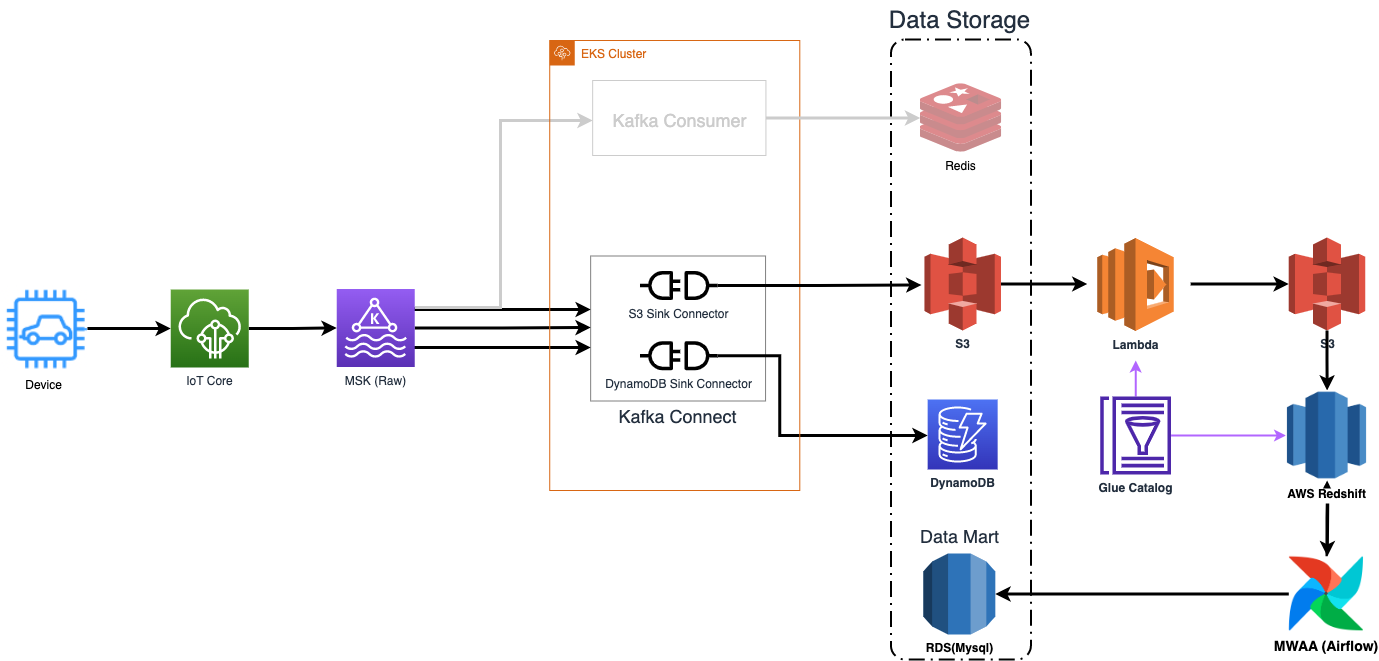 Data Storage
EKS Cluster
Kafka Consumer
Redis
S3 Sink Connector
DynamoDB Sink Connector
Kafka Connect
Device
IoT Core
K
MSK (Raw)
S3
Lambda
S3
DynamoDB
Glue Catalog
AWS Redshift
Data Mart
RDS(Mysql)
MWAA (Airflow)